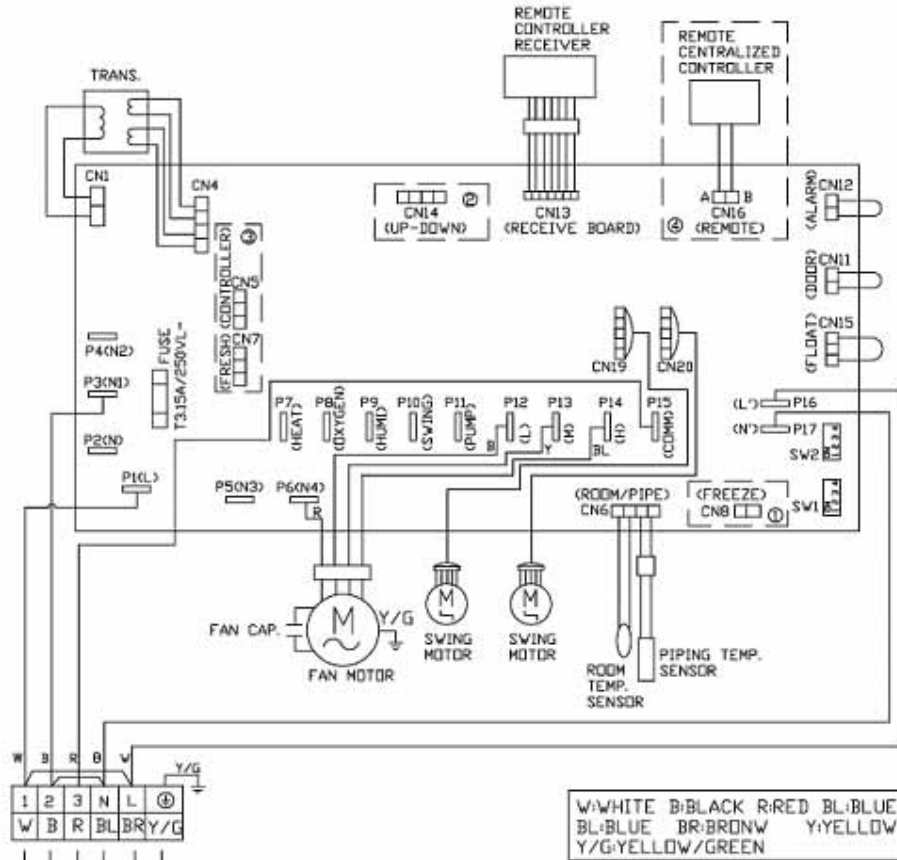 REMOTE
CONTROLLER
RECEIVER
REMOTE
CENTRALIZED
CONTROLLER
TRANS.
CN1
CN4
CN14
(UP-DOWN)
②
CN13
(RECEIVE BOARD)
A B
CN16
(REMOTE)
④
CN12
(ALARM)
CN11
(DOOR)
CN15
(FLOAT)
③
(CONTROLLER)
CN5
CN7
(FRESH)
FUSE
T3.15A/250VL~
P4(N2)
P3(N1)
P2(N)
P1(L)
P5(N3)
P6(N4)
R
CN19
CN20
P7
(HEAT)
P8
(OXYGEN)
P9
(HUMI.)
P10
(SWING)
P11
(PUMP)
P12
(L)
B
P13
(M)
Y
P14
(H)
BL
P15
(COMM)
(L') P16
(N') P17
SW2
SW1
(ROOM/PIPE)
CN6
(FREEZE)
CN8 ①
FAN CAP.
M
Y/G
FAN MOTOR
M
SWING
MOTOR
M
SWING
MOTOR
ROOM
TEMP.
SENSOR
PIPING TEMP.
SENSOR
W B R B W
Y/G
1 2 3 N L
W B R BL BR Y/G
W:WHITE B:BLACK R:RED BL:BLUE
BL:BLUE BR:BRONW Y:YELLOW
Y/G:YELLOW/GREEN